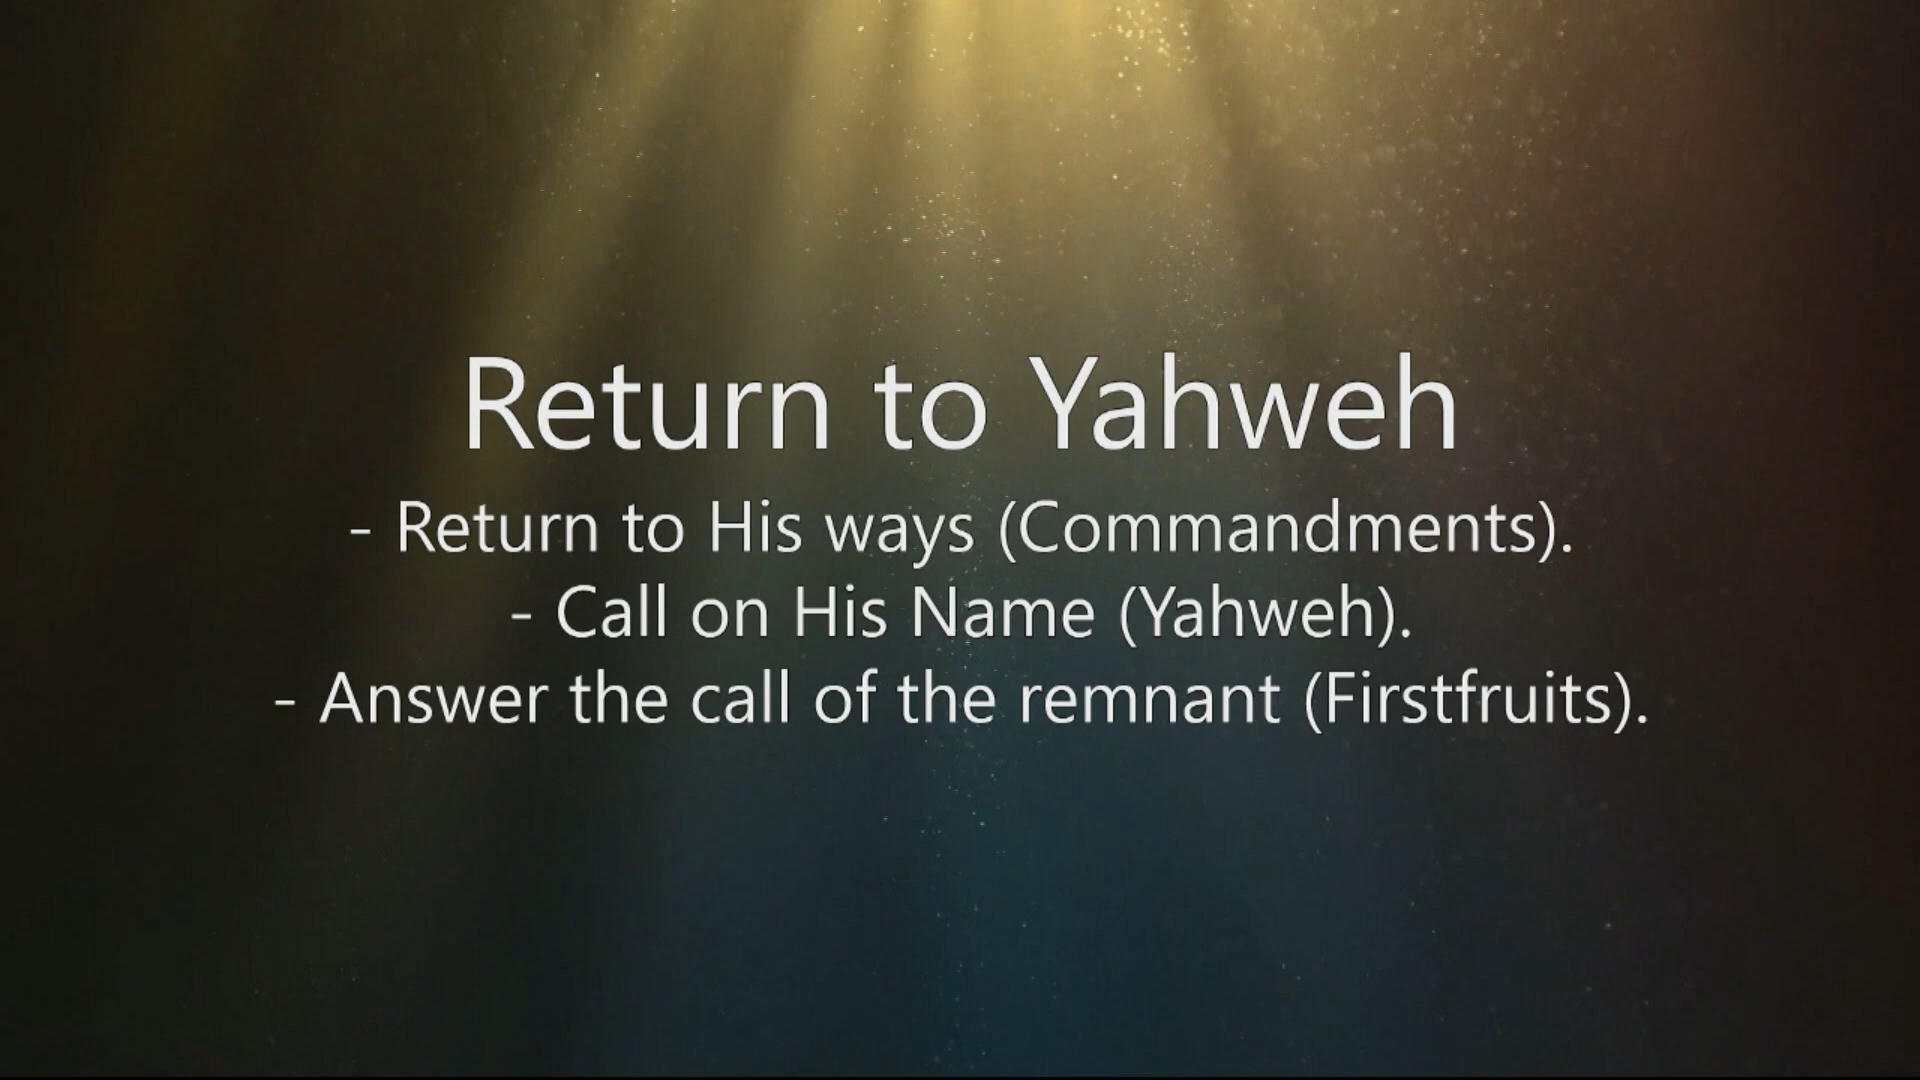 Return to Yahweh
- Return to His ways (Commandments).
- Call on His Name (Yahweh).
- Answer the call of the remnant (Firstfruits).